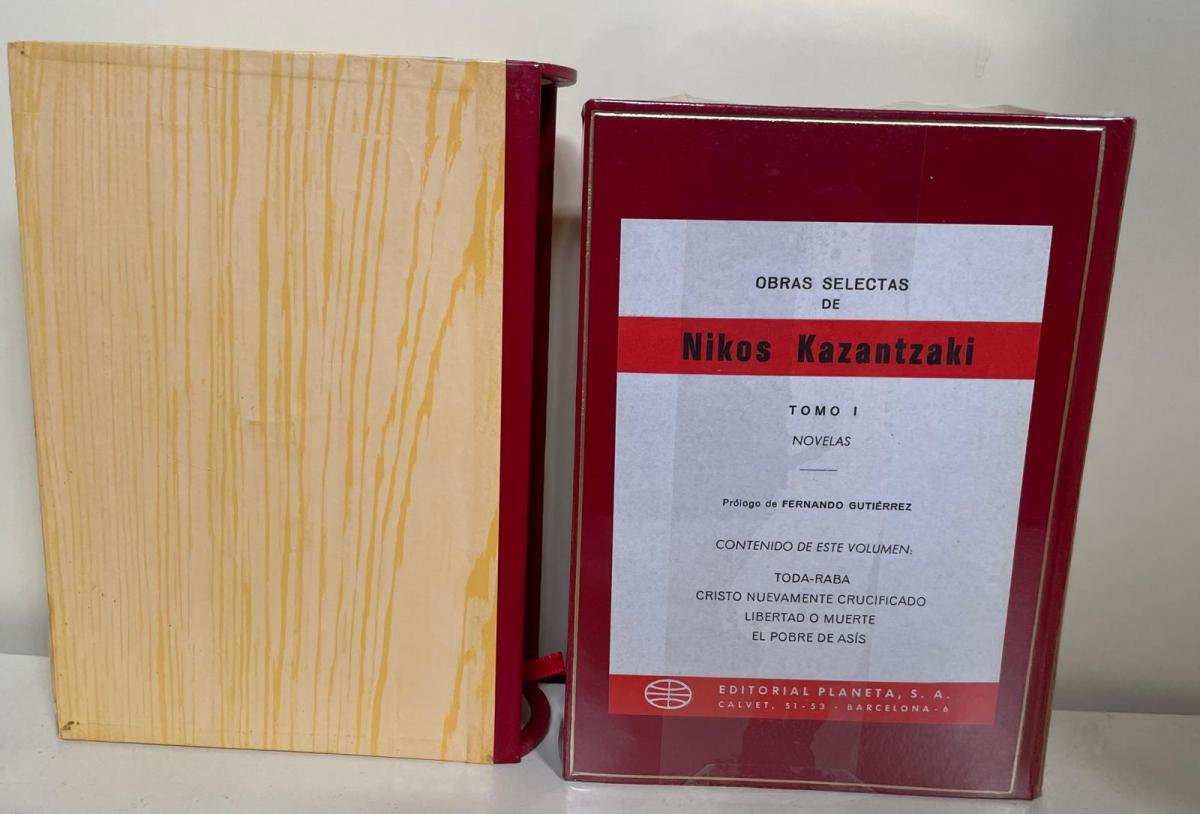 OBRAS SELECTAS
DE
Nikos Kazantzaki
TOMO I
NOVELAS
Prólogo de FERNANDO GUTIÉRREZ
CONTENIDO DE ESTE VOLUMEN:
TODA-RABA
CRISTO NUEVAMENTE CRUCIFICADO
LIBERTAD O MUERTE
EL POBRE DE ASÍS
EDITORIAL PLANETA, S. A.
CALVET, 51-53 - BARCELONA-6